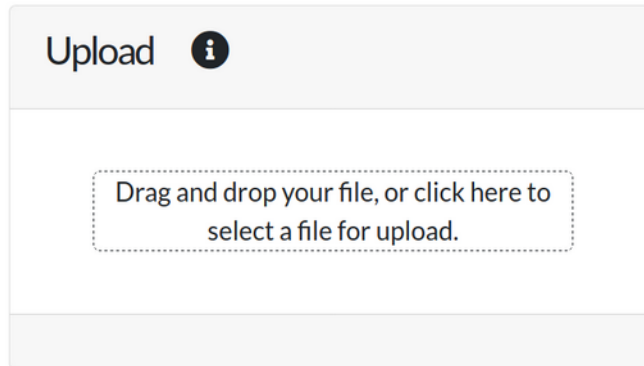 Upload
Drag and drop your file, or click here to
select a file for upload.